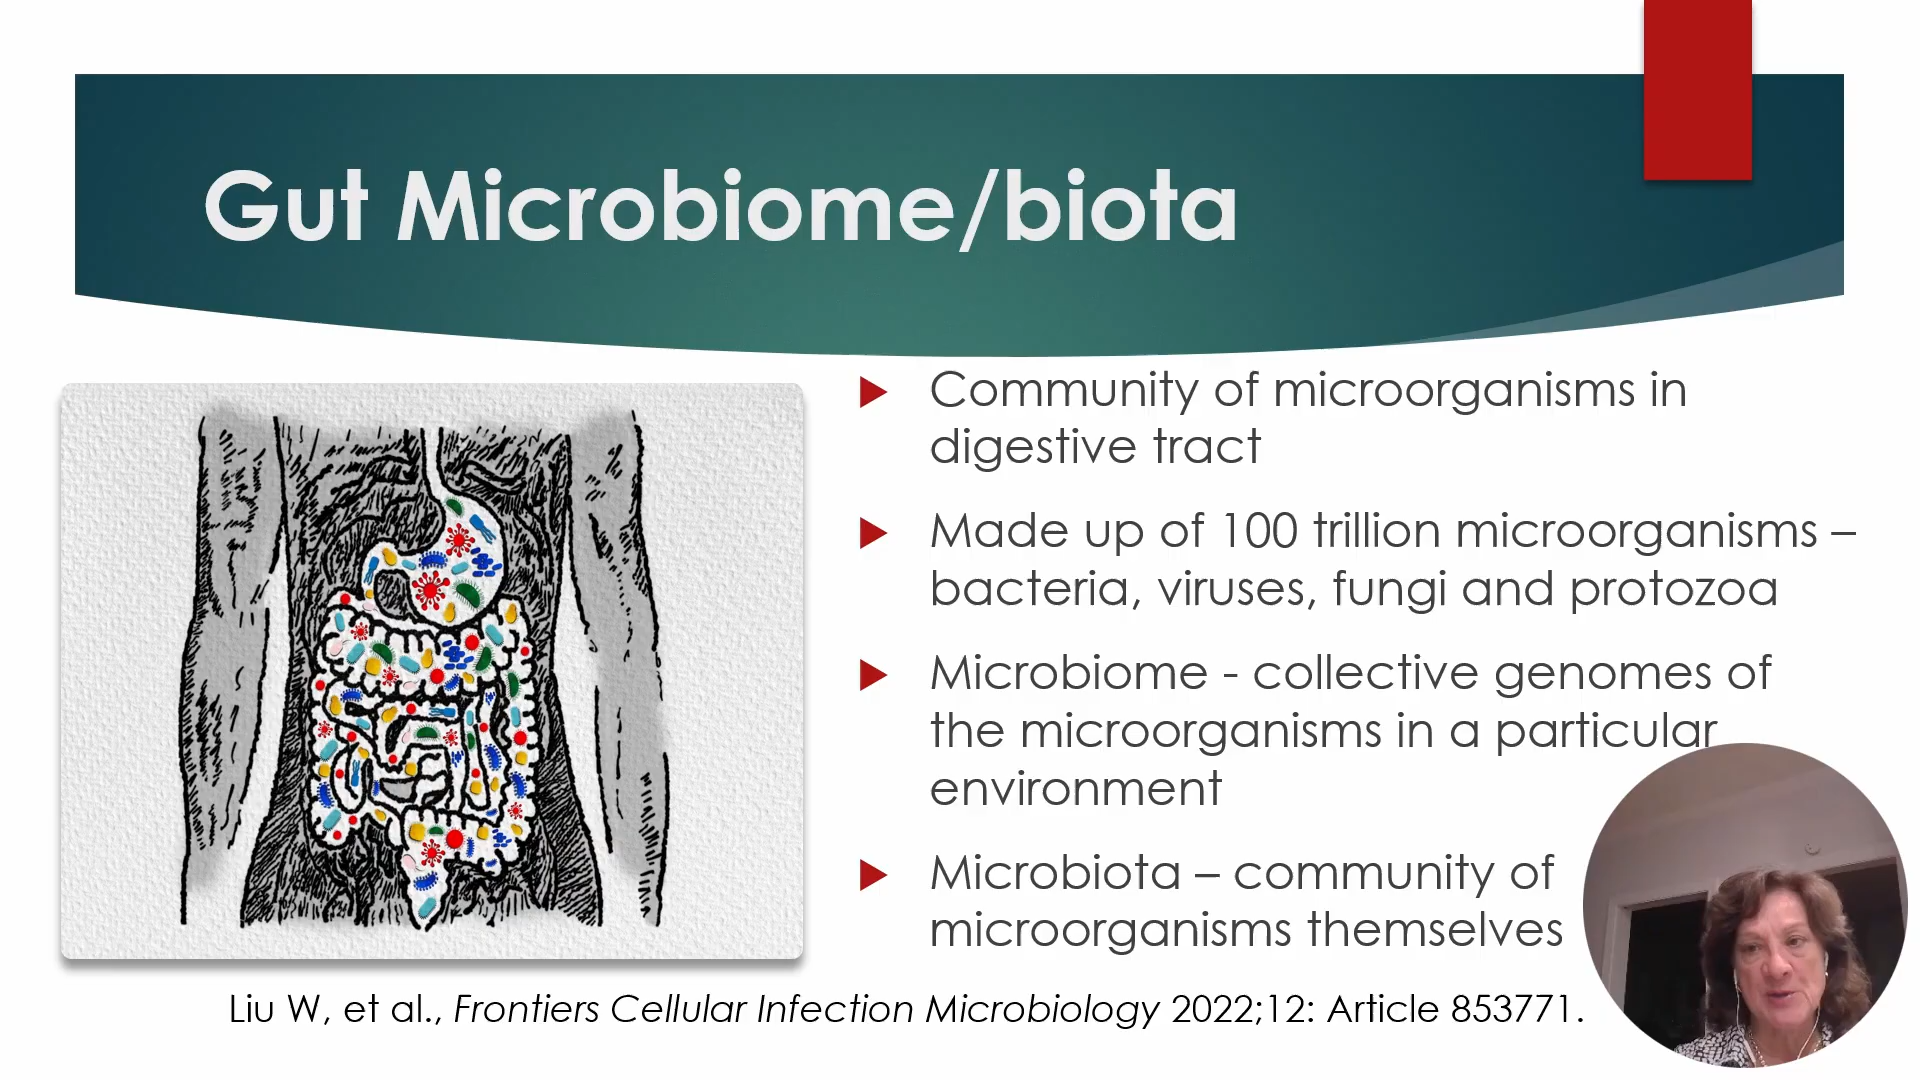 Gut Microbiome/biota
Community of microorganisms in
digestive tract
Made up of 100 trillion microorganisms –
bacteria, viruses, fungi and protozoa
Microbiome - collective genomes of
the microorganisms in a particular
environment
Microbiota – community of
microorganisms themselves
Liu W, et al., Frontiers Cellular Infection Microbiology 2022;12: Article 853771.